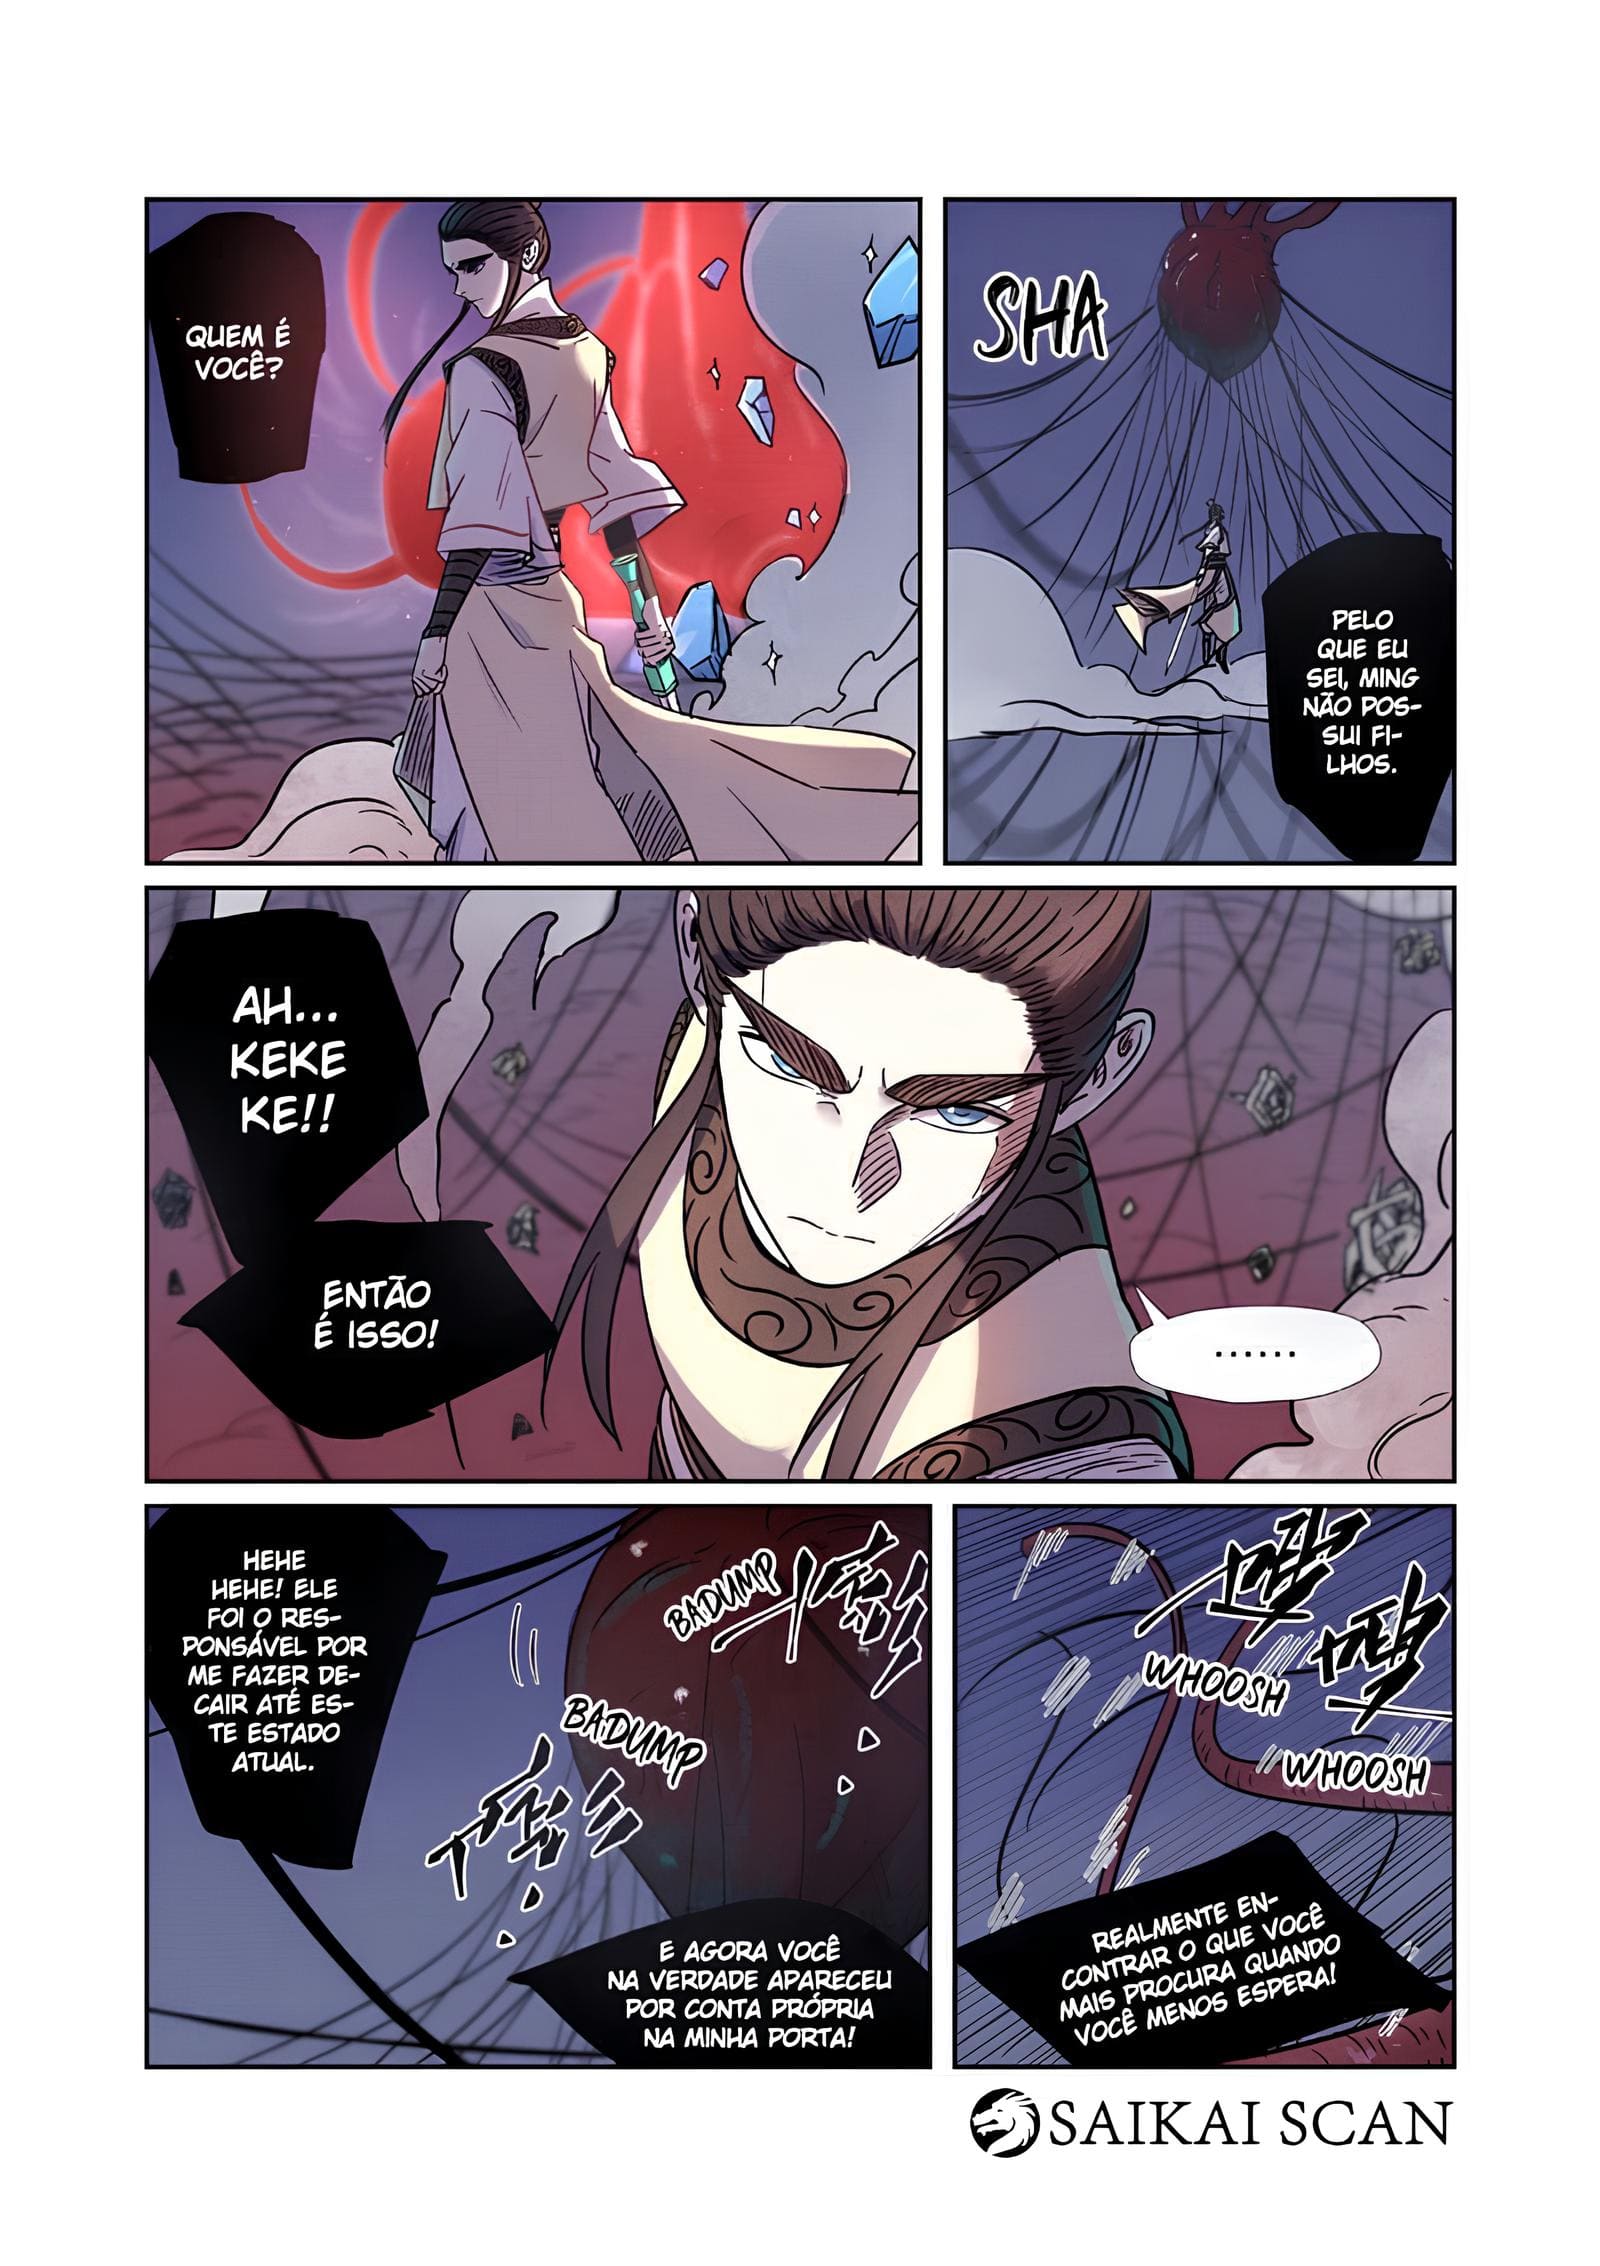 QUEM É
VOCÊ?
SHA
PELO
QUE EU
SEI, MING
NÃO POS-
SUI FI-
LHOS.
AH...
KEKE
KE!!
ENTÃO
É ISSO!
......
HEHE
HEHE! ELE
FOI O RES-
PONSÁVEL POR
ME FAZER DE-
CAIR ATÉ ES-
TE ESTADO
ATUAL.
BADUMP
BADUMP
E AGORA VOCÊ
NA VERDADE APARECEU
POR CONTA PRÓPRIA
NA MINHA PORTA!
WHOOSH
WHOOSH
REALMENTE EN-
CONTRAR O QUE VOCÊ
MAIS PROCURA QUANDO
VOCÊ MENOS ESPERA!
SAIKAI SCAN